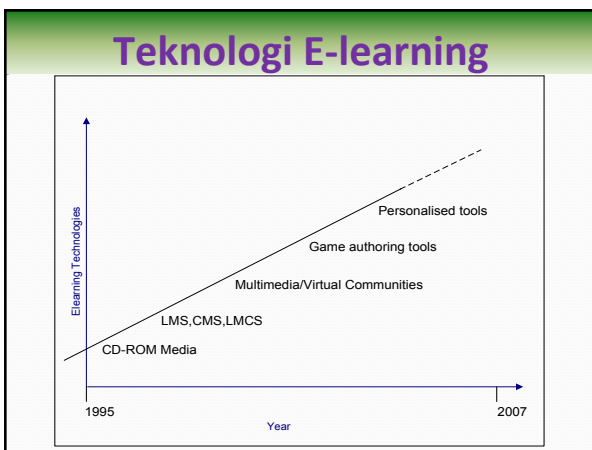 Teknologi E-learning
Elearning Technologies
Personalised tools
Game authoring tools
Multimedia/Virtual Communities
LMS,CMS,LMCS
CD-ROM Media
1995
2007
Year